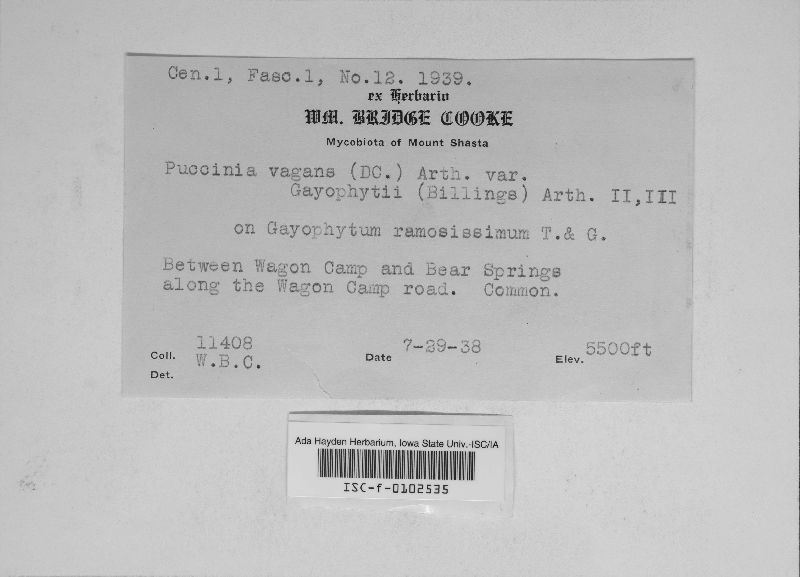 Cen.1, Fasc.1, No.12. 1939.
ex Herbario
WM. BRIDGE COOKE
Mycobiota of Mount Shasta
Puccinia vagans (DC.) Arth. var.
Gayophytii (Billings) Arth. II,III
on Gayophytum ramosissimum T.& G.
Between Wagon Camp and Bear Springs
along the Wagon Camp road. Common.
Coll. 11408 W.B.C. Date 7-29-38 Elev. 5500ft
Det.
Ada Hayden Herbarium, Iowa State Univ.-ISC/IA
ISC-f-0102535